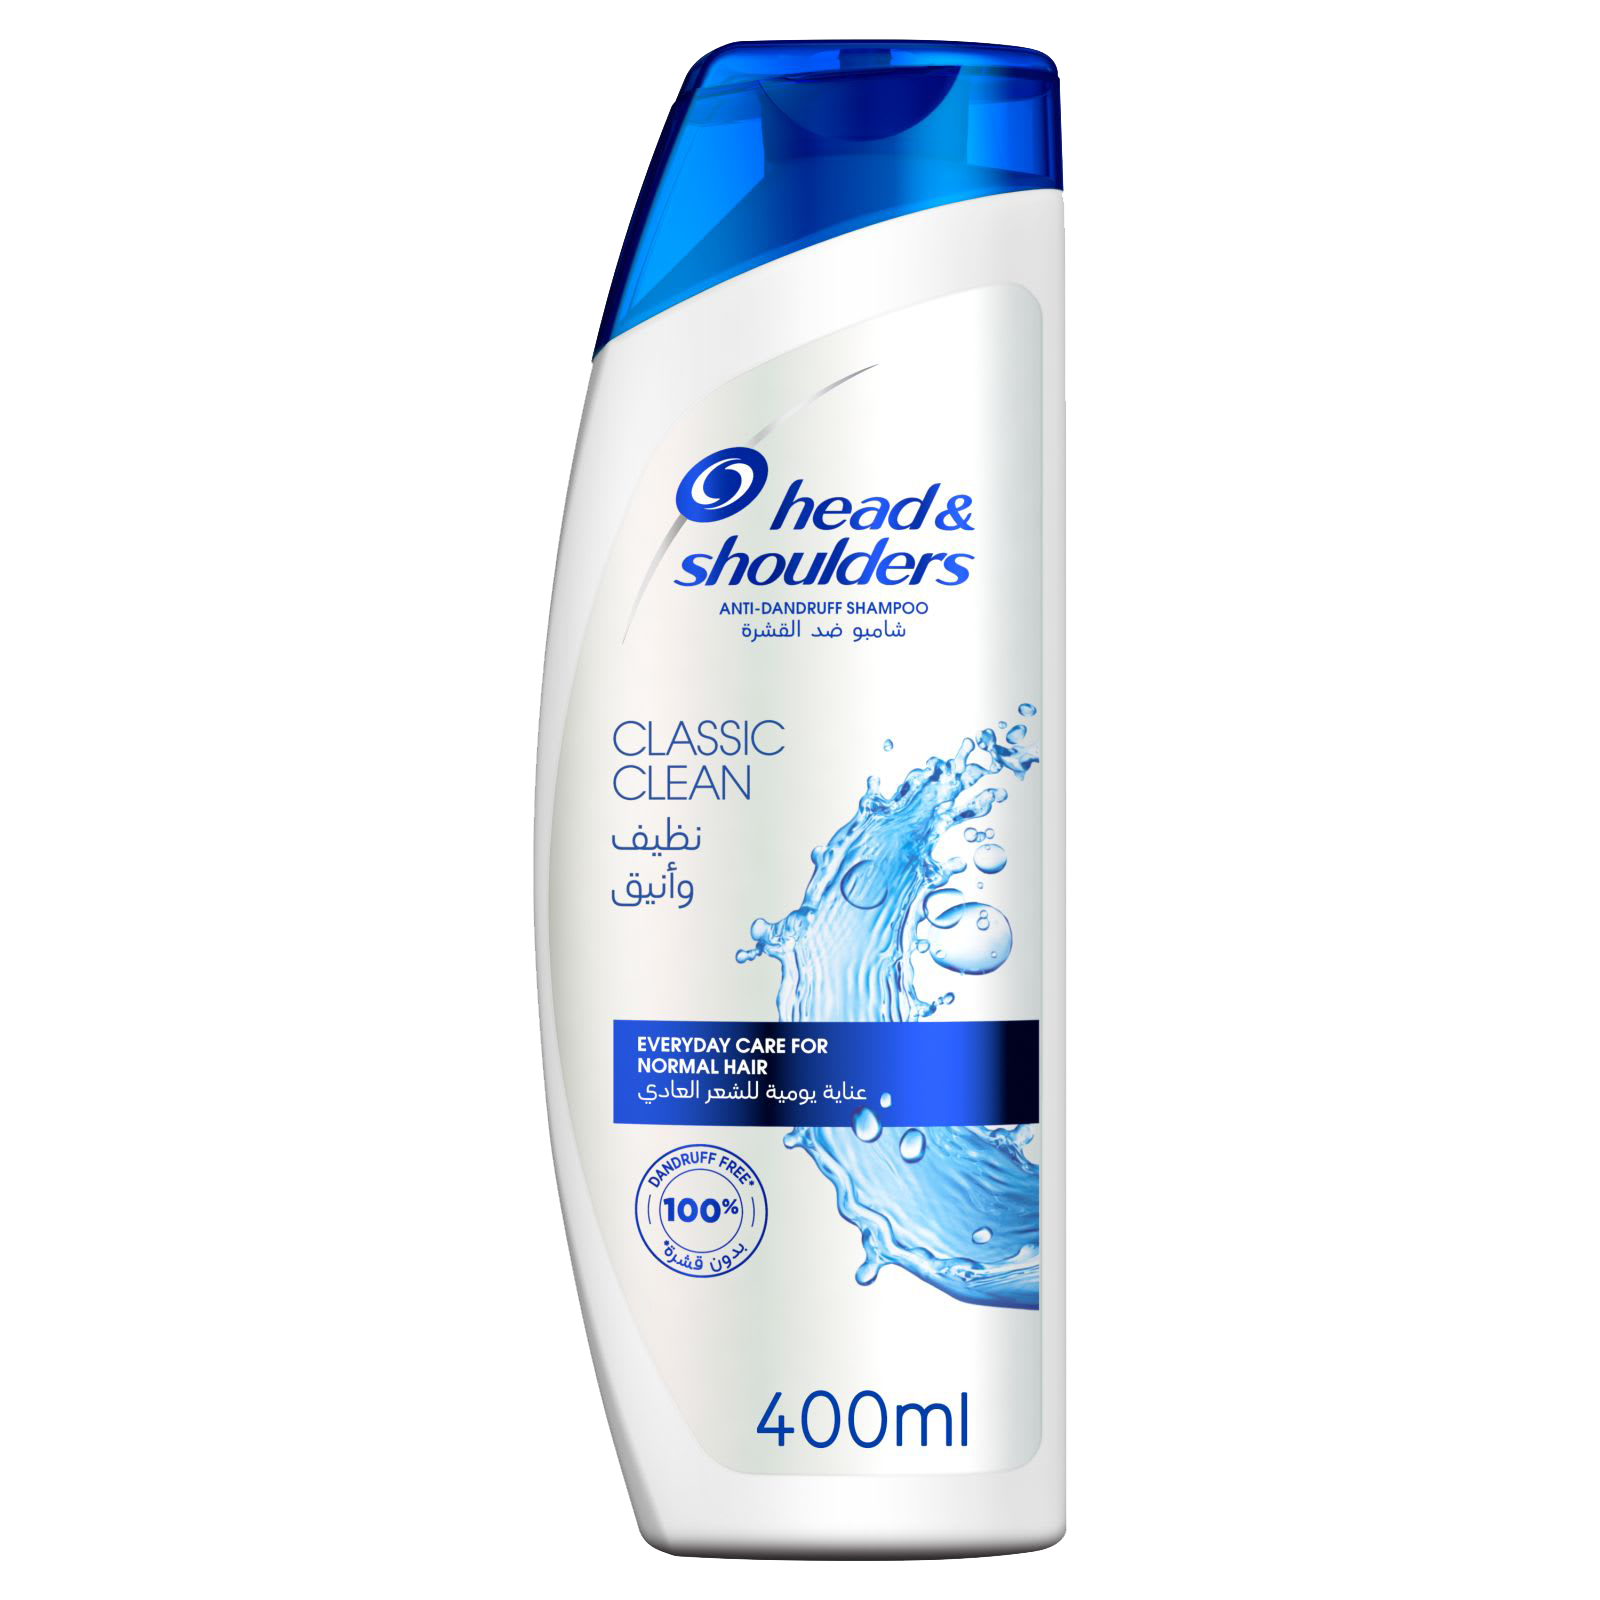 head &
shoulders
ANTI-DANDRUFF SHAMPOO
شامبو ضد القشرة
CLASSIC
CLEAN
نظيف
وأنيق
EVERYDAY CARE FOR
NORMAL HAIR
عناية يومية للشعر العادي
DANDRUFF FREE*
100%
بدون قشرة*
400ml